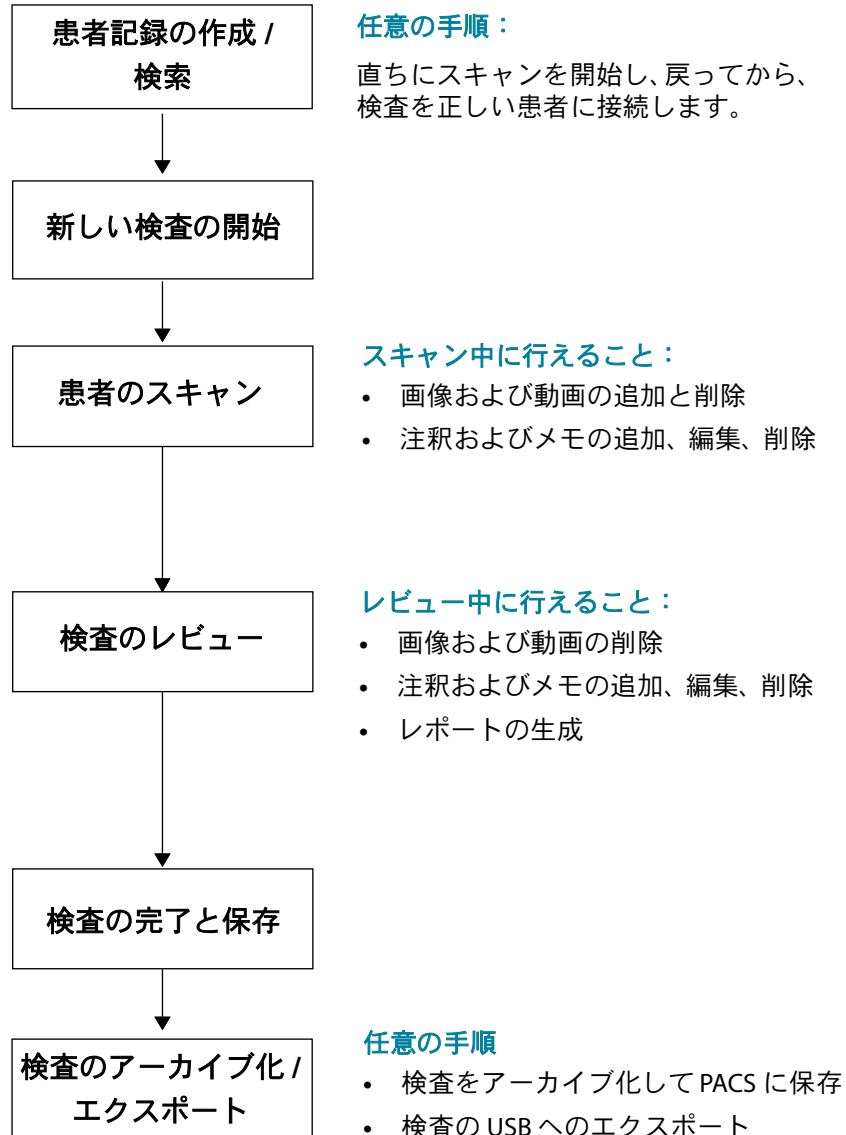 患者記録の作成 /
検索
任意の手順：
直ちにスキャンを開始し、戻ってから、
検査を正しい患者に接続します。
新しい検査の開始
患者のスキャン
スキャン中に行えること：
• 画像および動画の追加と削除
• 注釈およびメモの追加、編集、削除
検査のレビュー
レビュー中に行えること：
• 画像および動画の削除
• 注釈およびメモの追加、編集、削除
• レポートの生成
検査の完了と保存
検査のアーカイブ化 /
エクスポート
任意の手順
• 検査をアーカイブ化して PACS に保存
• 検査の USB へのエクスポート